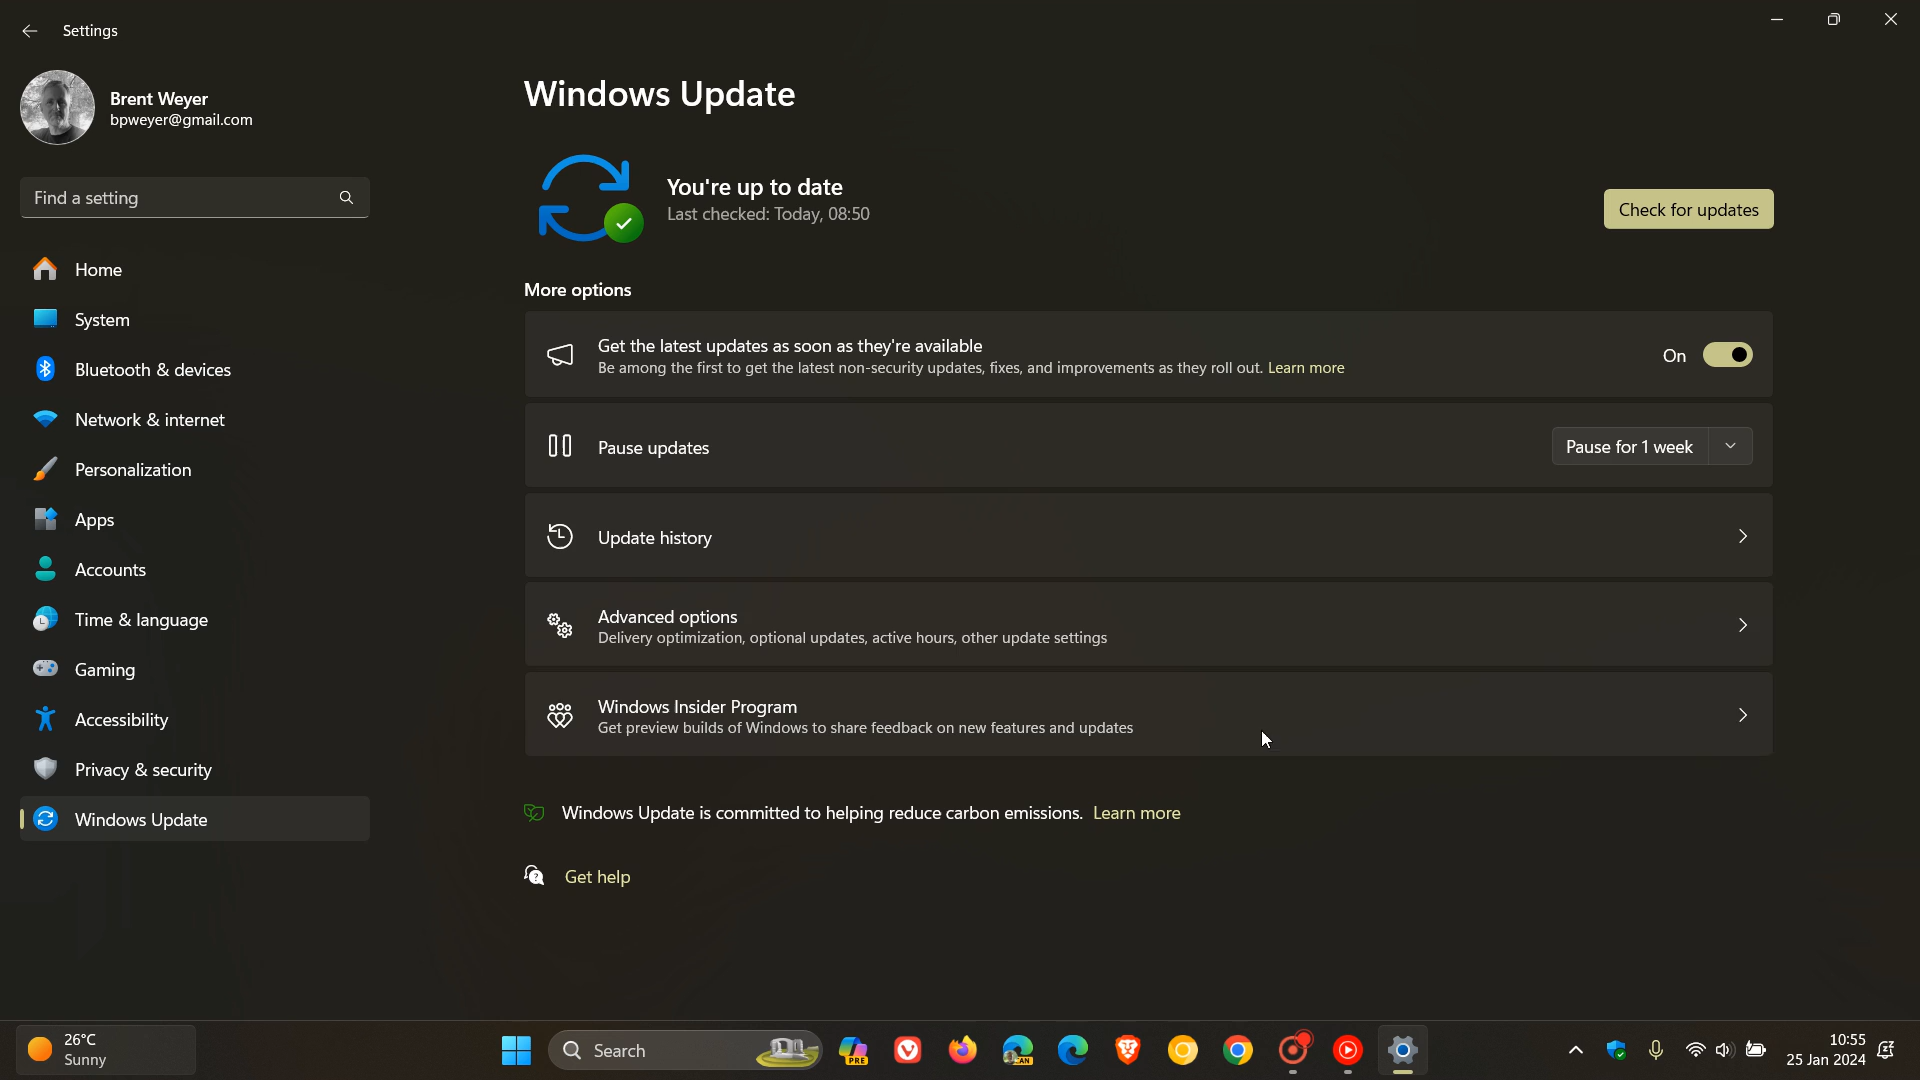 Settings
Brent Weyer
bpweyer@gmail.com
Find a setting
Home
System
Bluetooth & devices
Network & internet
Personalization
Apps
Accounts
Time & language
Gaming
Accessibility
Privacy & security
Windows Update
Windows Update
You're up to date
Last checked: Today, 08:50
Check for updates
More options
Get the latest updates as soon as they're available
Be among the first to get the latest non-security updates, fixes, and improvements as they roll out. Learn more
On
Pause updates
Pause for 1 week
Update history
Advanced options
Delivery optimization, optional updates, active hours, other update settings
Windows Insider Program
Get preview builds of Windows to share feedback on new features and updates
Windows Update is committed to helping reduce carbon emissions. Learn more
Get help
26°C
Sunny
Search
PRE
CAN
10:55
25 Jan 2024